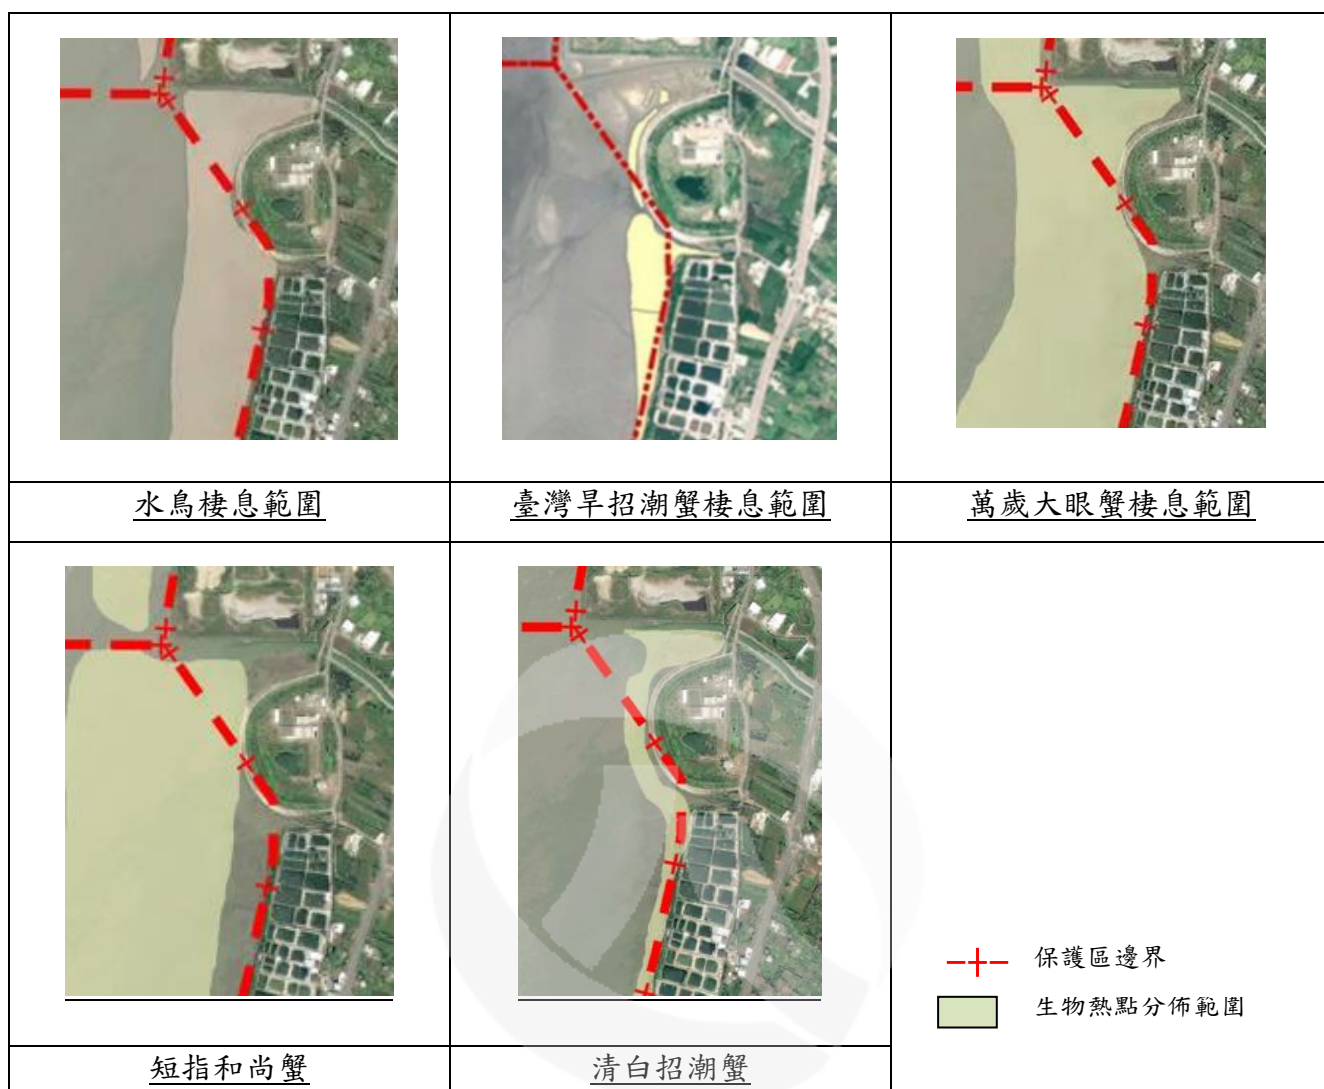 水鳥棲息範圍
臺灣旱招潮蟹棲息範圍
萬歲大眼蟹棲息範圍
短指和尚蟹
清白招潮蟹
保護區邊界
生物熱點分佈範圍